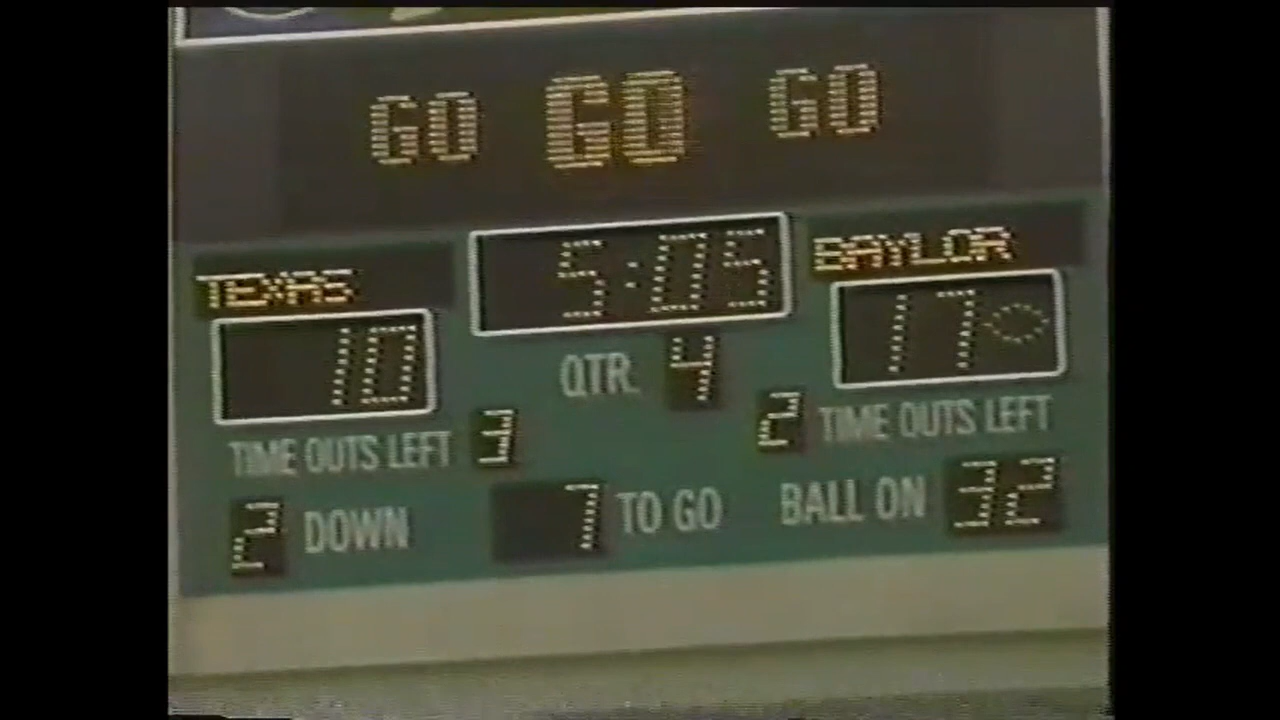 GO GO GO
TEXAS 5:05 BAYLOR
10 17
QTR. 4
TIME OUTS LEFT 3 2 TIME OUTS LEFT
2 DOWN 7 TO GO BALL ON 32